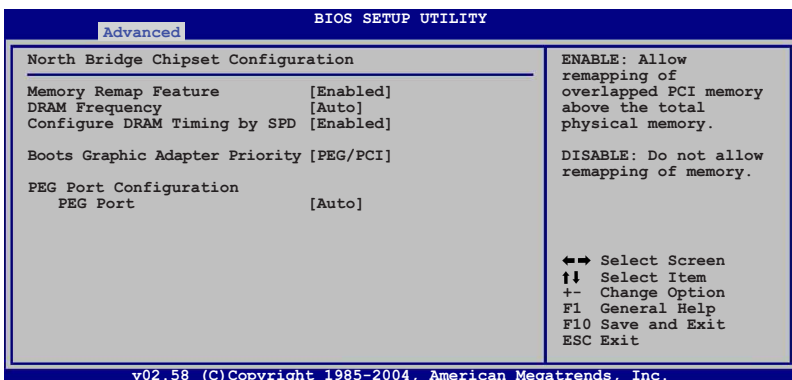 BIOS SETUP UTILITY
Advanced
North Bridge Chipset Configuration
Memory Remap Feature [Enabled]
DRAM Frequency [Auto]
Configure DRAM Timing by SPD [Enabled]
Boots Graphic Adapter Priority [PEG/PCI]
PEG Port Configuration
PEG Port [Auto]
ENABLE: Allow
remapping of
overlapped PCI memory
above the total
physical memory.
DISABLE: Do not allow
remapping of memory.
←→ Select Screen
↑↓ Select Item
+- Change Option
F1 General Help
F10 Save and Exit
ESC Exit
v02.58 (C)Copyright 1985-2004, American Megatrends, Inc.